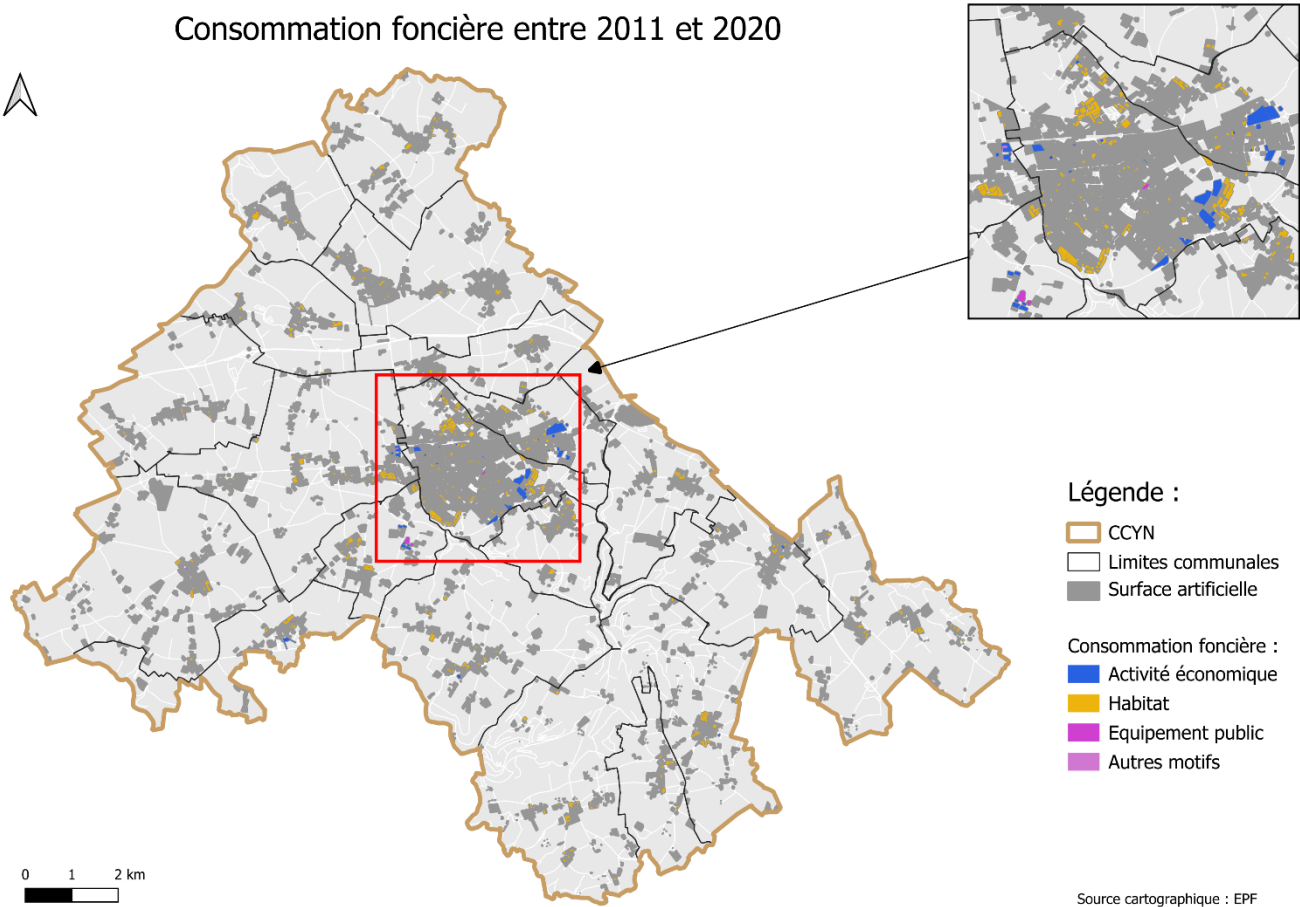 Consommation foncière entre 2011 et 2020
Légende :
CCYN
Limites communales
Surface artificielle
Consommation foncière :
Activité économique
Habitat
Equipement public
Autres motifs
0 1 2 km
Source cartographique : EPF